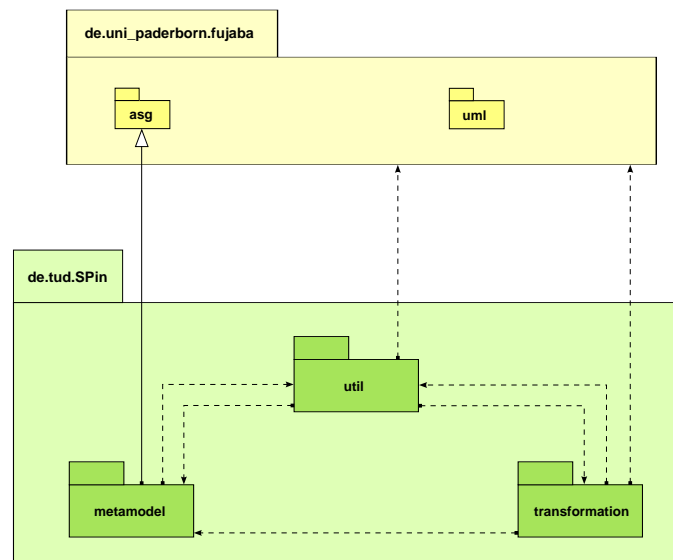 de.uni_paderborn.fujaba
asg
uml
de.tud.SPin
util
metamodel
transformation